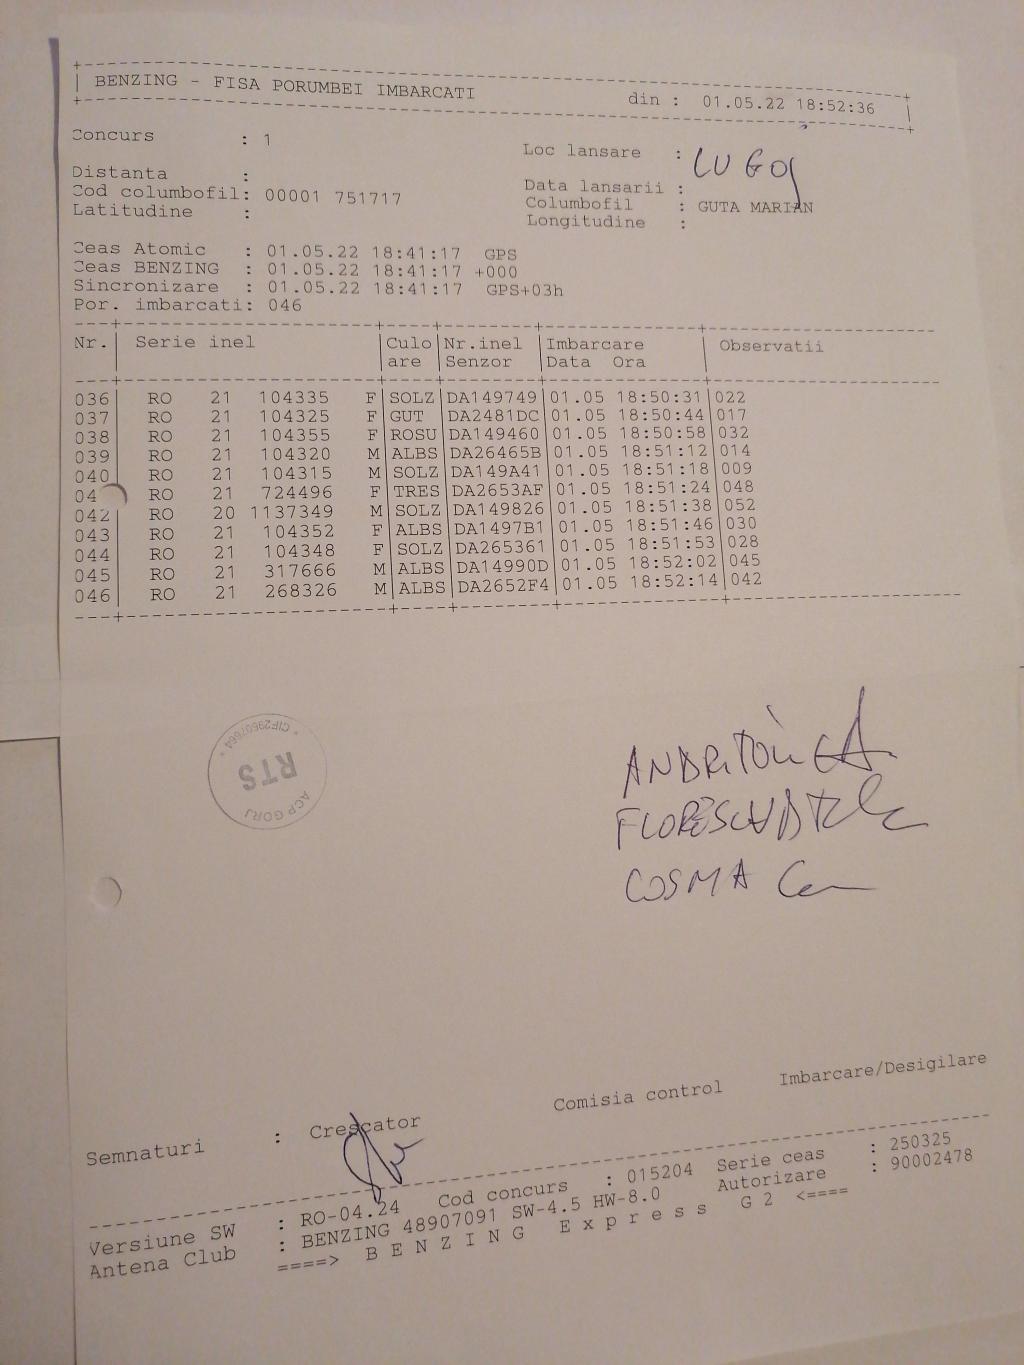 BENZING - FISA PORUMBEI IMBARCATI din : 01.05.22 18:52:36
Concurs : 1
Loc lansare : LUGOJ
Distanta :
Data lansarii :
Cod columbofil: 00001 751717
Columbofil : GUTA MARIAN
Latitudine :
Longitudine :
Ceas Atomic : 01.05.22 18:41:17 GPS
Ceas BENZING : 01.05.22 18:41:17 +000
Sincronizare : 01.05.22 18:41:17 GPS+03h
Por. imbarcati: 046
Nr. Serie inel Culo Nr.inel Imbarcare Observatii
are Senzor Data Ora
036 RO 21 104335 F SOLZ DA149749 01.05 18:50:31 022
037 RO 21 104325 F GUT DA2481DC 01.05 18:50:44 017
038 RO 21 104355 F ROSU DA149460 01.05 18:50:58 032
039 RO 21 104320 M ALBS DA26465B 01.05 18:51:12 014
040 RO 21 104315 M SOLZ DA149A41 01.05 18:51:18 009
04 RO 21 724496 F TRES DA2653AF 01.05 18:51:24 048
042 RO 20 1137349 M SOLZ DA149826 01.05 18:51:38 052
043 RO 21 104352 F ALBS DA1497B1 01.05 18:51:46 030
044 RO 21 104348 F SOLZ DA265361 01.05 18:51:53 028
045 RO 21 317666 M ALBS DA14990D 01.05 18:52:02 045
046 RO 21 268326 M ALBS DA2652F4 01.05 18:52:14 042
* CIF29607664 *
RTS
ACP GORJ
COSMA
Semnaturi : Crescator Comisia control Imbarcare/Desigilare
Versiune SW : RO-04.24 Cod concurs : 015204 Serie ceas : 250325
Antena Club : BENZING 48907091 SW-4.5 HW-8.0 Autorizare : 90002478
====> B E N Z I N G E x p r e s s G 2 <====